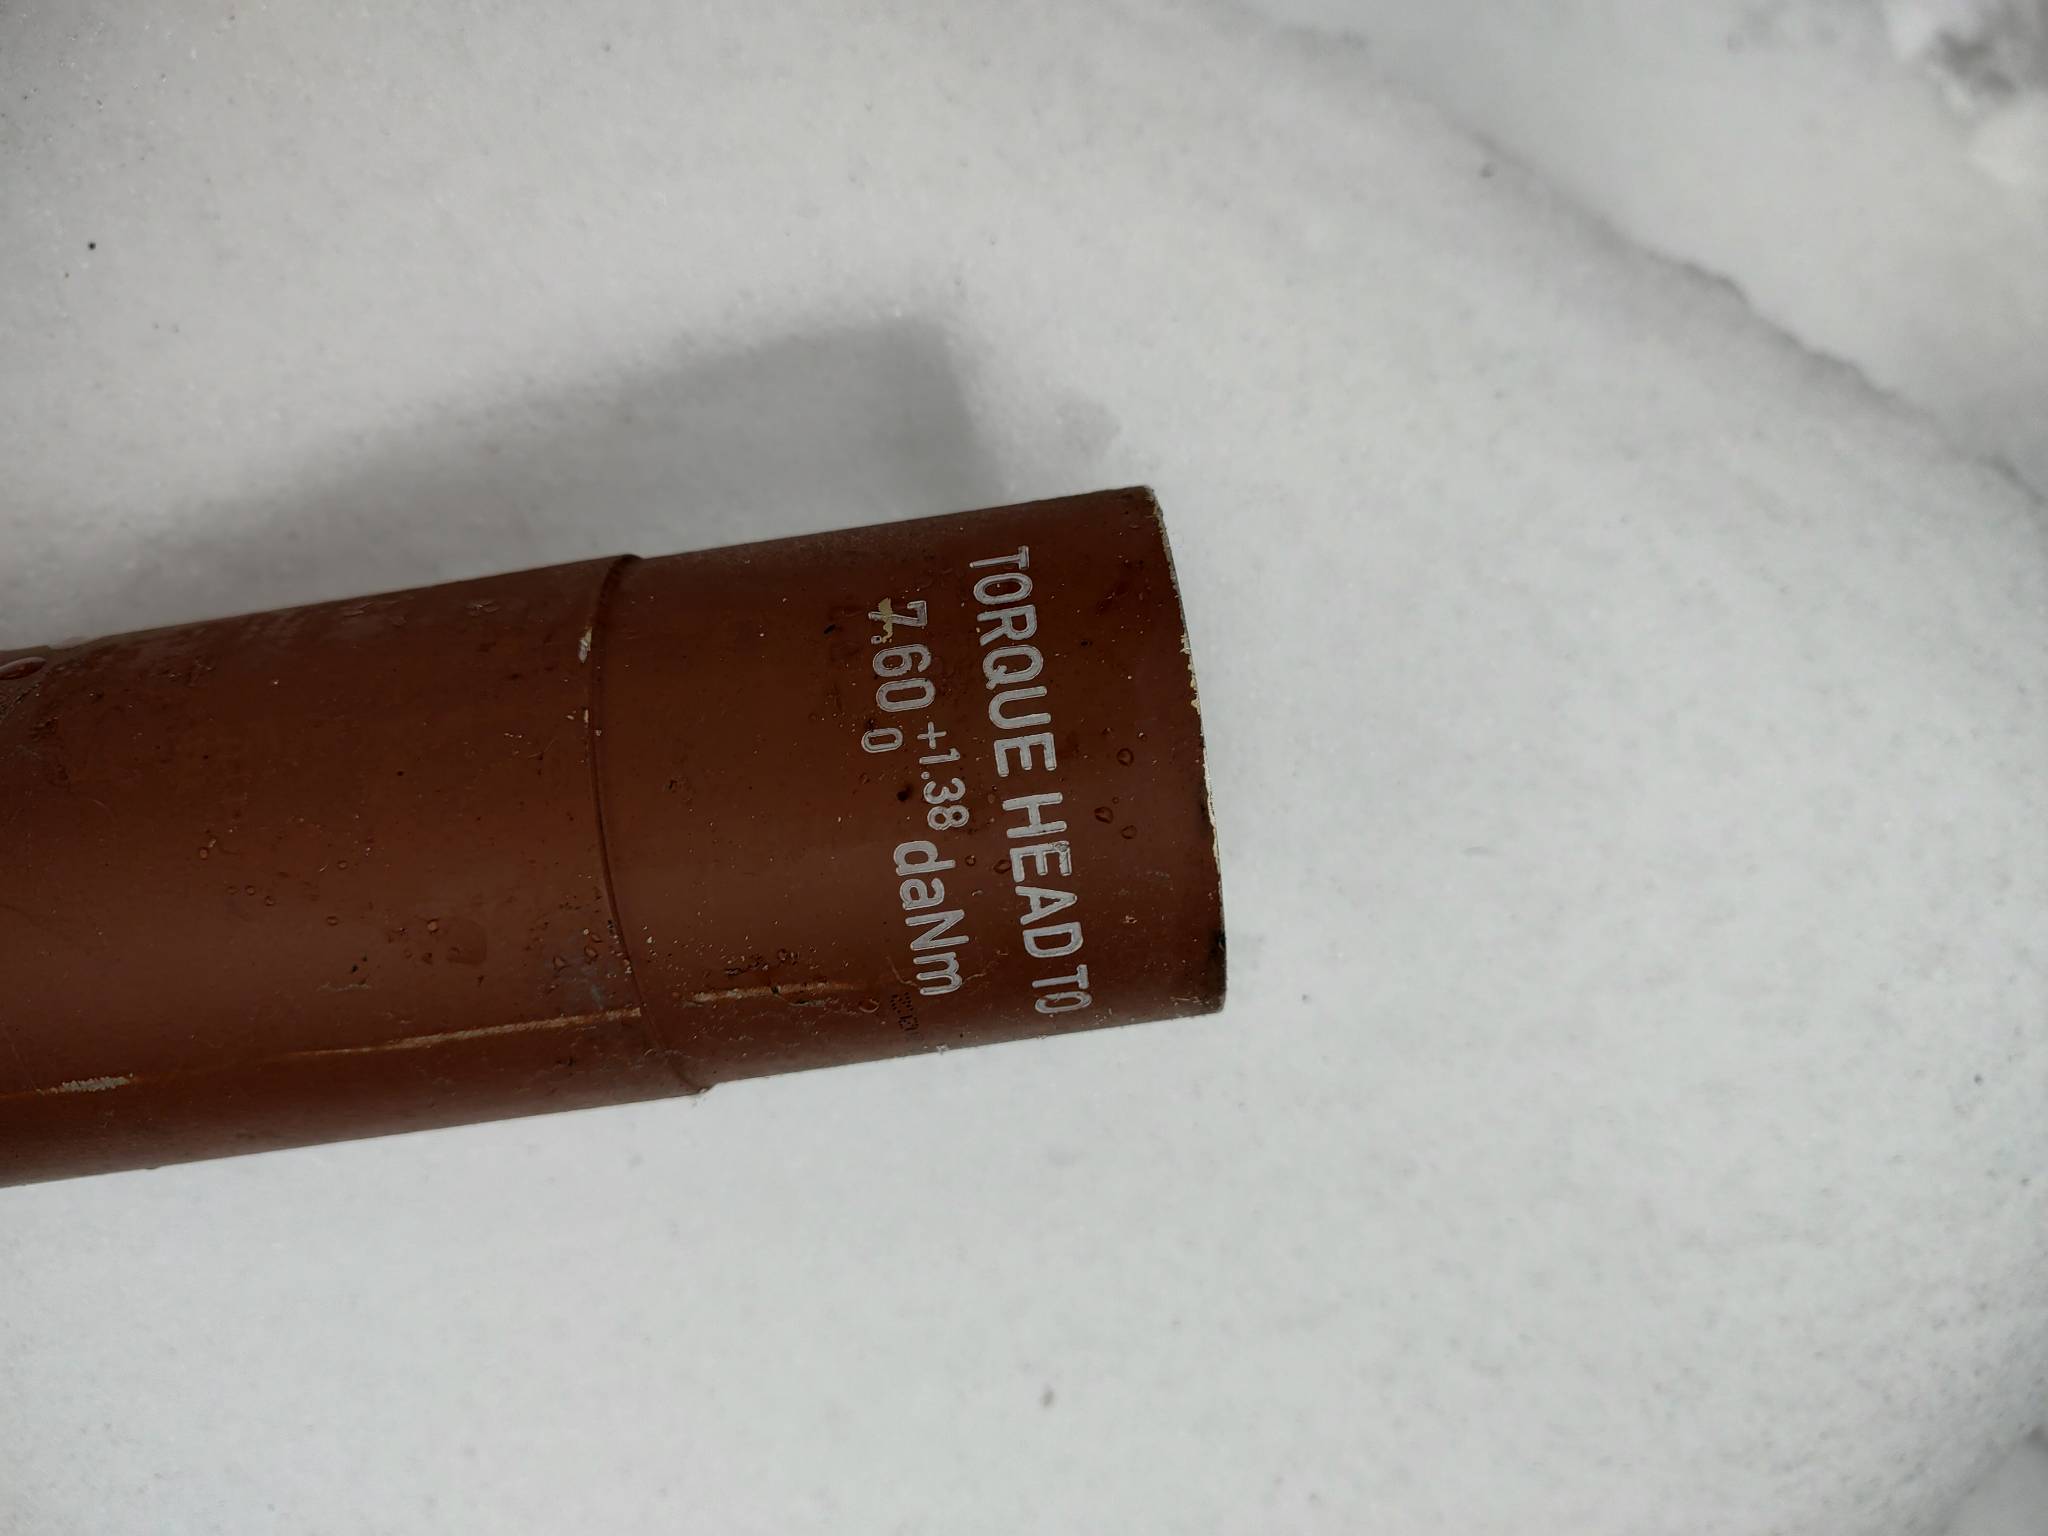 TORQUE HEAD TO
7.60 +1.38 daNm
0